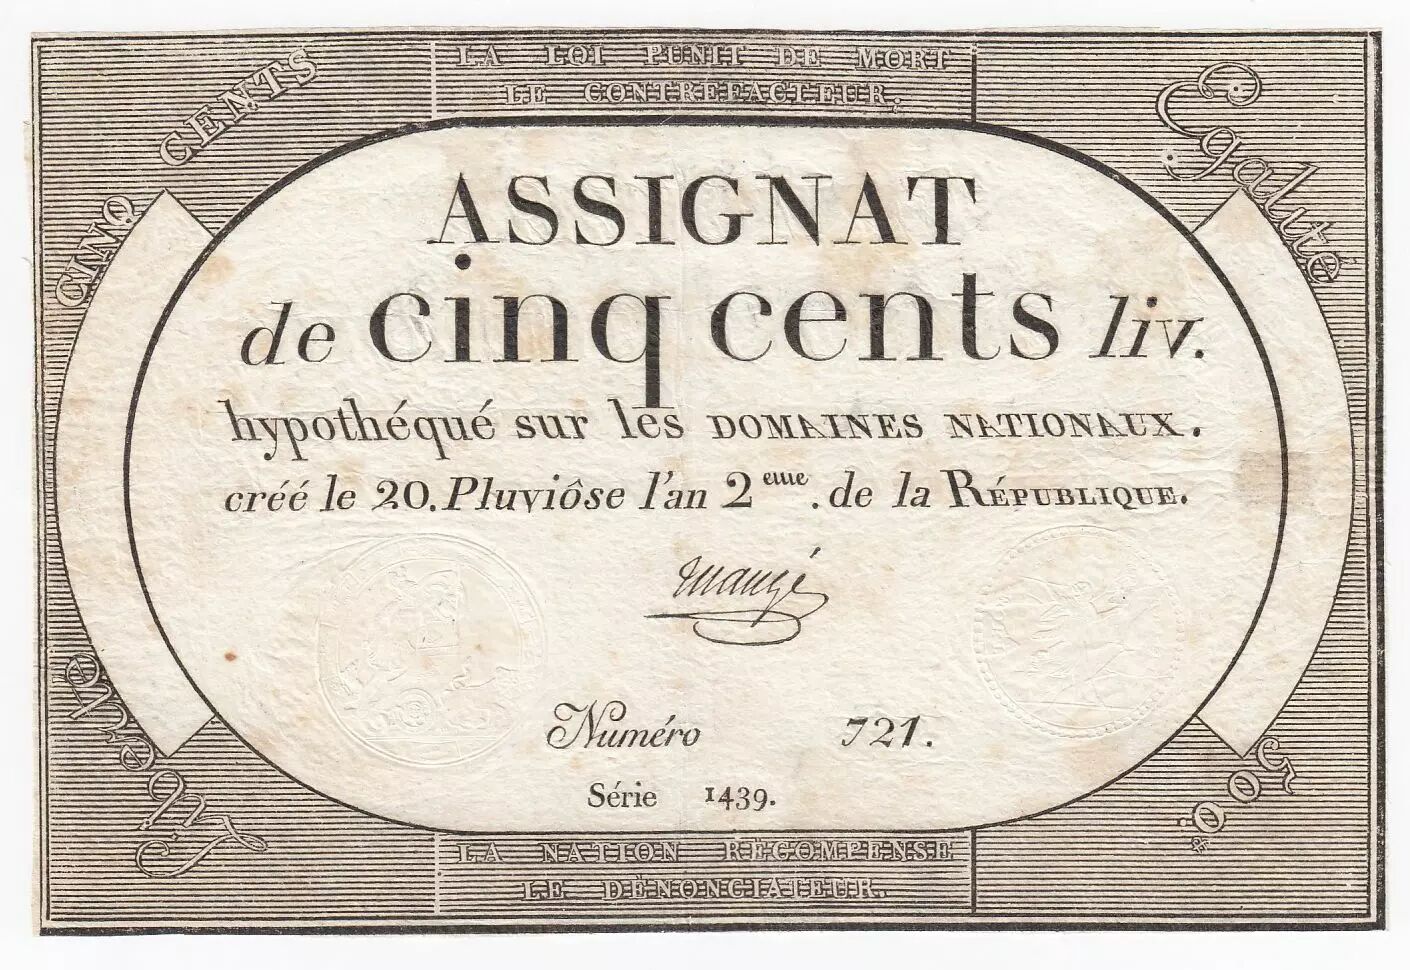 LA LOI PUNIT DE MORT
LE CONTREFACTEUR.
CINQ CENTS
Egalité
ASSIGNAT
de cinq cents liv.
hypothéqué sur les DOMAINES NATIONAUX.
créé le 20. Pluviôse l'an 2eme. de la RÉPUBLIQUE.
Numéro 721.
Série 1439.
Liberté
500.
LA NATION RÉCOMPENSE
LE DÉNONCIATEUR.